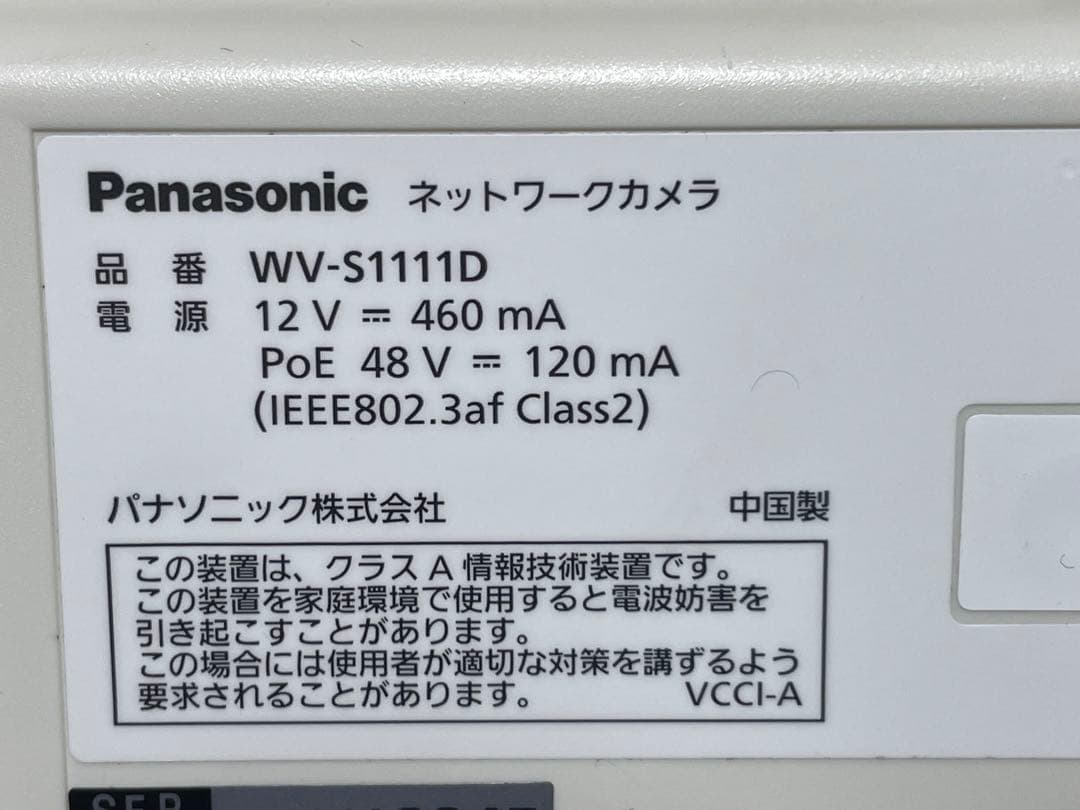 Panasonic ネットワークカメラ
品 番 WV-S1111D
電 源 12 V ⎓ 460 mA
PoE 48 V ⎓ 120 mA
(IEEE802.3af Class2)
パナソニック株式会社 中国製
この装置は、クラス A 情報技術装置です。
この装置を家庭環境で使用すると電波妨害を
引き起こすことがあります。
この場合には使用者が適切な対策を講ずるよう
要求されることがあります。 VCCI-A